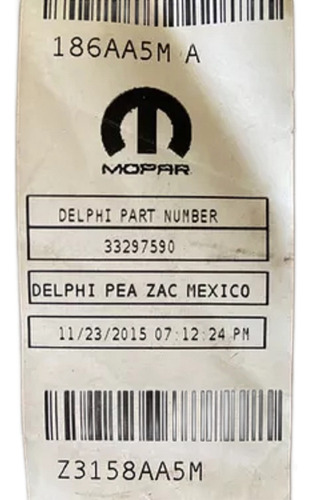 186AA5M A
MOPAR
DELPHI PART NUMBER
33297590
DELPHI PEA ZAC MEXICO
11/23/2015 07:12:24 PM
Z3158AA5M